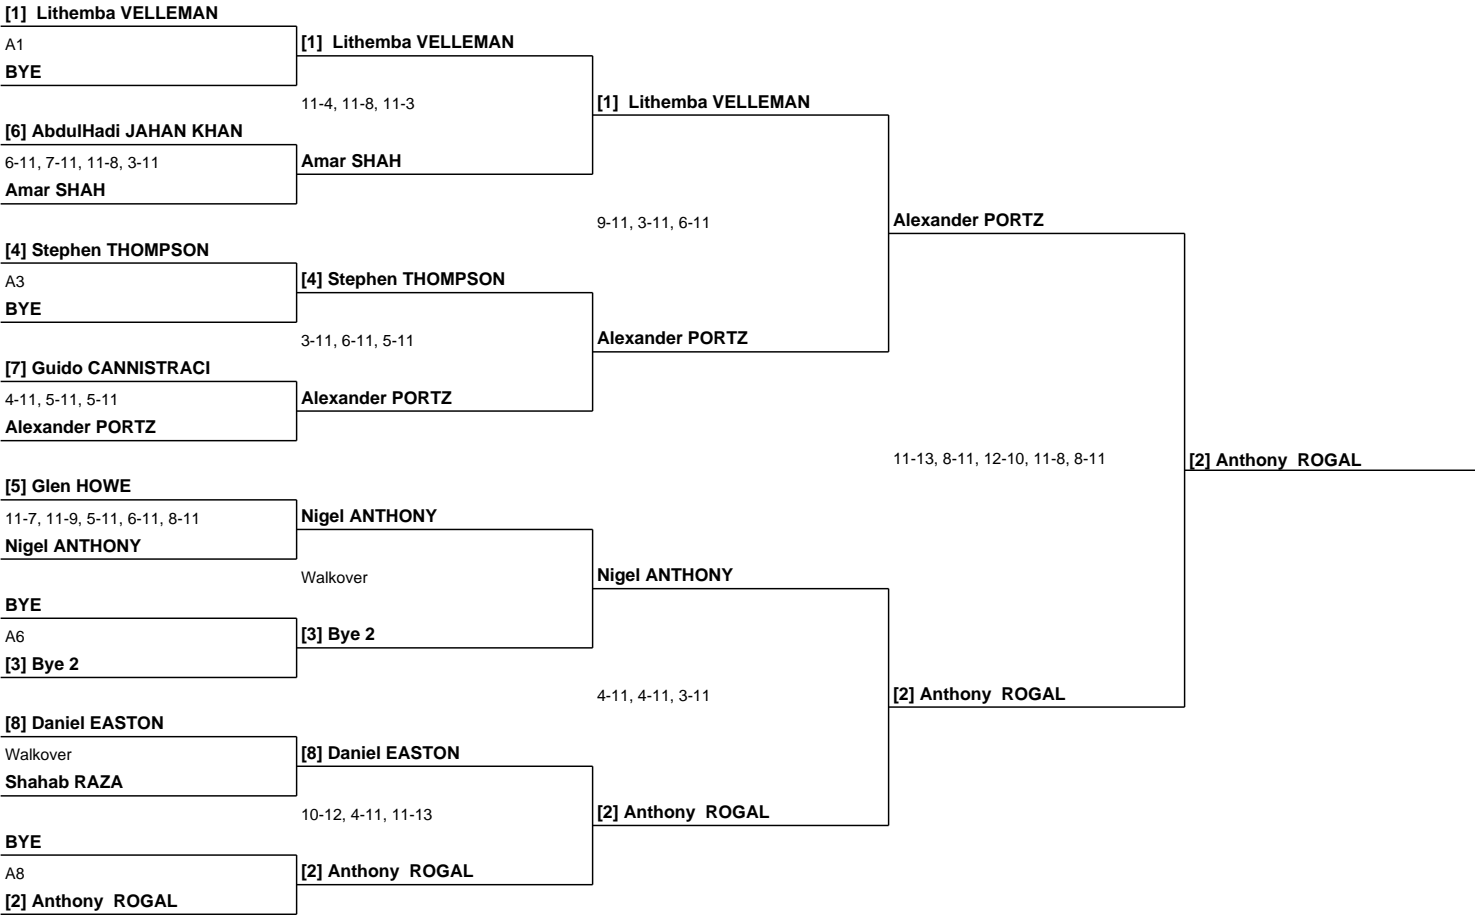 [1]  Lithemba VELLEMAN
A1
BYE
[6] AbdulHadi JAHAN KHAN
6-11, 7-11, 11-8, 3-11
Amar SHAH
[4] Stephen THOMPSON
A3
BYE
[7] Guido CANNISTRACI
4-11, 5-11, 5-11
Alexander PORTZ
[5] Glen HOWE
11-7, 11-9, 5-11, 6-11, 8-11
Nigel ANTHONY
BYE
A6
[3] Bye 2
[8] Daniel EASTON
Walkover
Shahab RAZA
BYE
A8
[2] Anthony  ROGAL
[1]  Lithemba VELLEMAN
11-4, 11-8, 11-3
Amar SHAH
[4] Stephen THOMPSON
3-11, 6-11, 5-11
Alexander PORTZ
Nigel ANTHONY
Walkover
[3] Bye 2
[8] Daniel EASTON
10-12, 4-11, 11-13
[2] Anthony  ROGAL
[1]  Lithemba VELLEMAN
9-11, 3-11, 6-11
Alexander PORTZ
Nigel ANTHONY
4-11, 4-11, 3-11
[2] Anthony  ROGAL
Alexander PORTZ
11-13, 8-11, 12-10, 11-8, 8-11
[2] Anthony  ROGAL
[2] Anthony  ROGAL